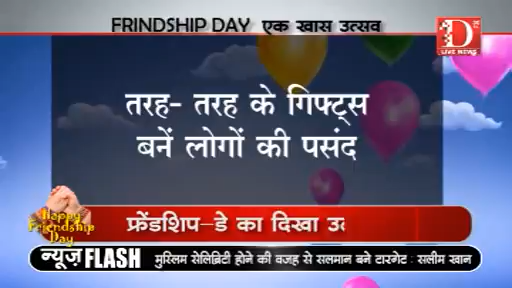 FRINDSHIP DAY एक खास उत्सव
D
LIVE NEWS
तरह- तरह के गिफ्ट्स
बनें लोगों की पसंद
Happy
Friendship
Day
फ्रेंडशिप-डे का दिखा उ
न्यूज़ FLASH मुस्लिम सेलिब्रिटी होने की वजह से सलमान बने टारगेट : सलीम खान